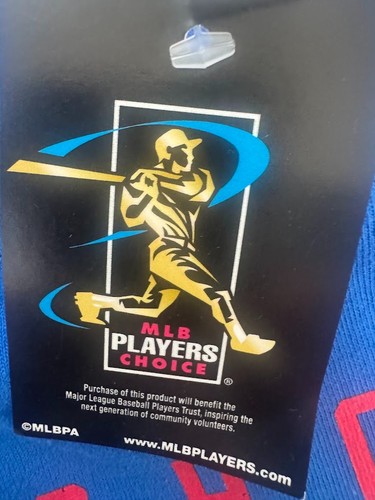 MLB
PLAYERS
CHOICE
®
Purchase of this product will benefit the
Major League Baseball Players Trust, inspiring the
next generation of community volunteers.
©MLBPA
www.MLBPLAYERS.com